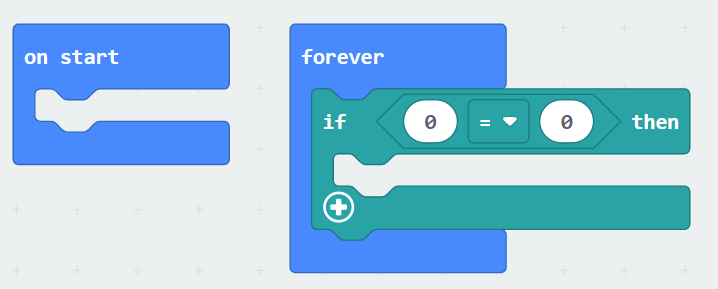 on start
forever
if 0 = 0 then